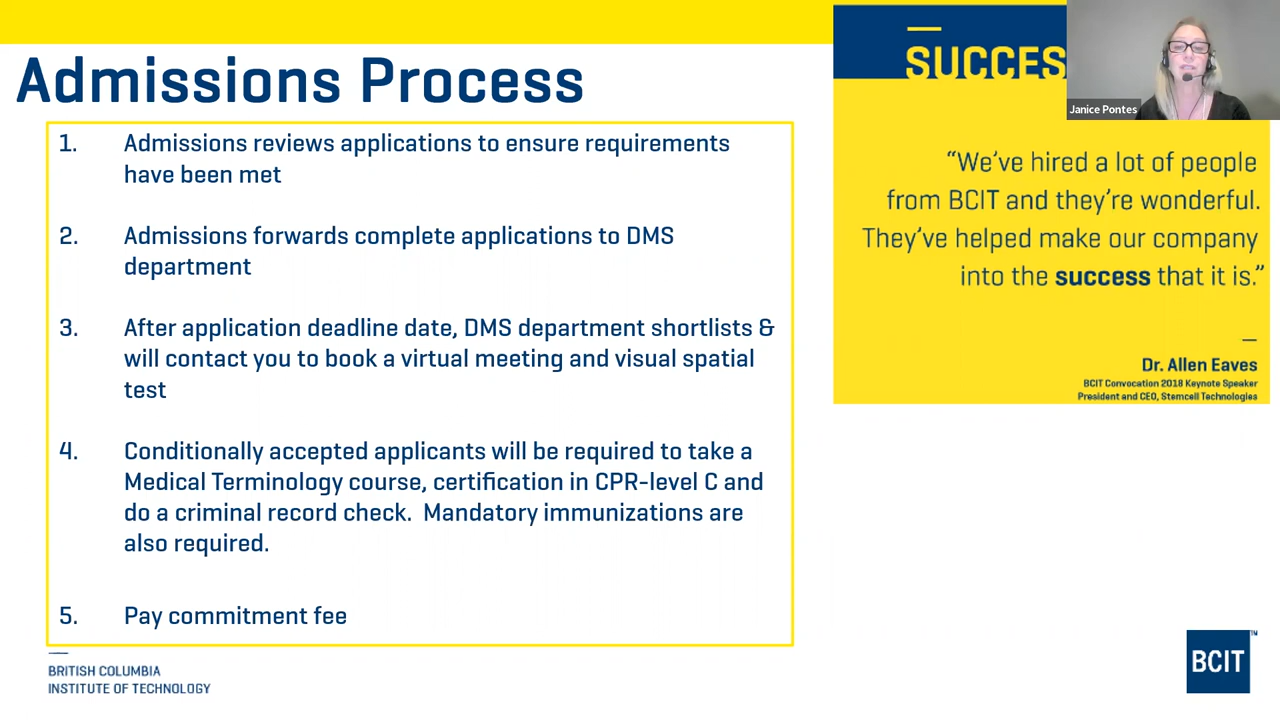 Admissions Process
1. Admissions reviews applications to ensure requirements
have been met
2. Admissions forwards complete applications to DMS
department
3. After application deadline date, DMS department shortlists &
will contact you to book a virtual meeting and visual spatial
test
4. Conditionally accepted applicants will be required to take a
Medical Terminology course, certification in CPR-level C and
do a criminal record check.  Mandatory immunizations are
also required.
5. Pay commitment fee
BRITISH COLUMBIA
INSTITUTE OF TECHNOLOGY
SUCCES
Janice Pontes
“We’ve hired a lot of people
from BCIT and they’re wonderful.
They’ve helped make our company
into the success that it is.”
Dr. Allen Eaves
BCIT Convocation 2018 Keynote Speaker
President and CEO, Stemcell Technologies
BCIT™